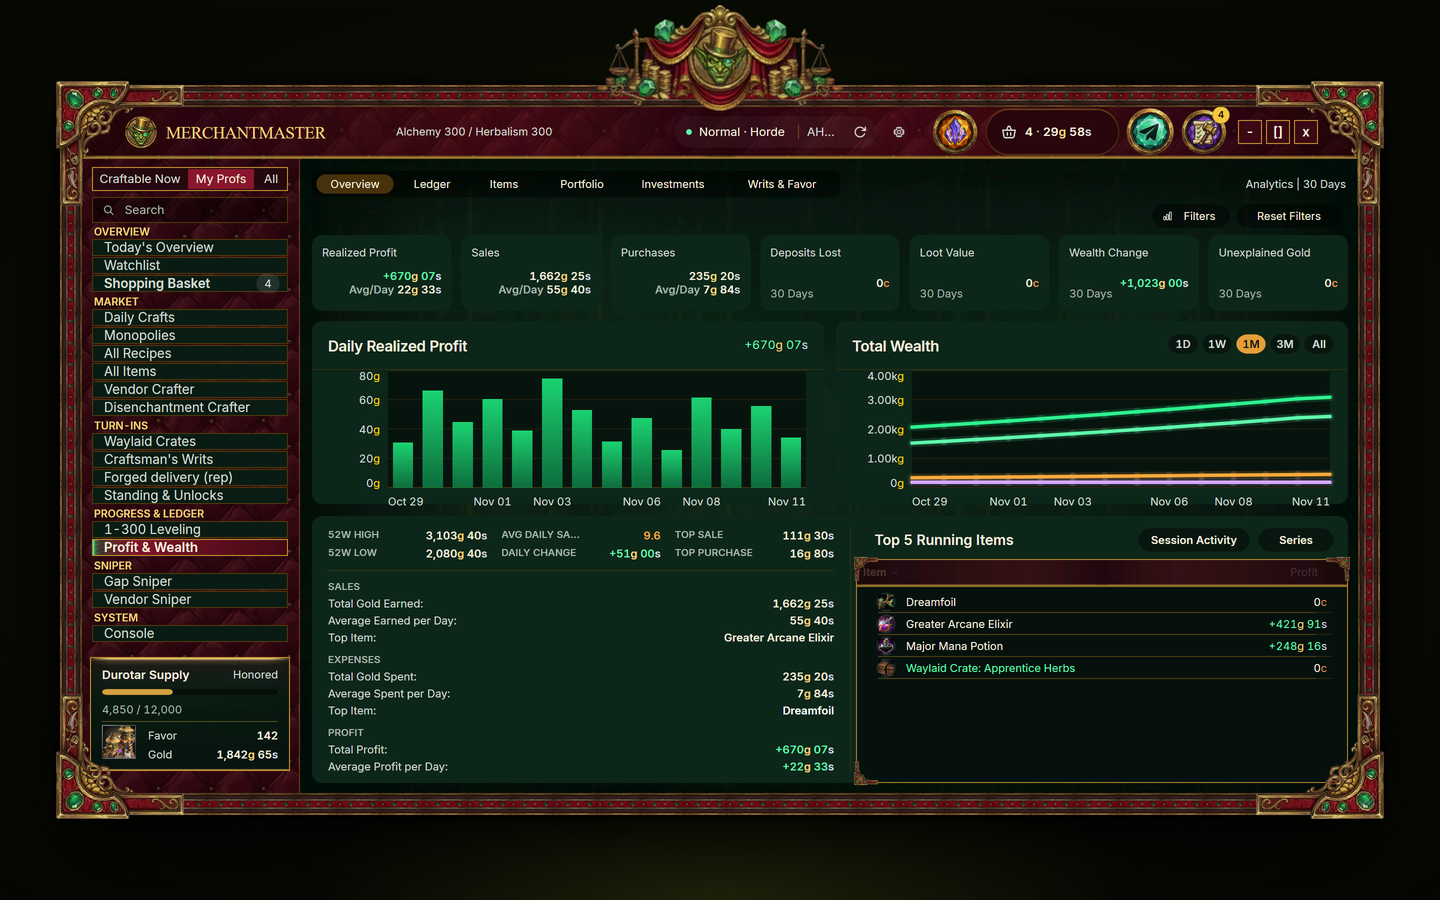 MERCHANTMASTER
Alchemy 300 / Herbalism 300
Normal · Horde
AH...
4 · 29g 58s
4
-
[]
x
Craftable Now
My Profs
All
Search
OVERVIEW
Today's Overview
Watchlist
Shopping Basket 4
MARKET
Daily Crafts
Monopolies
All Recipes
All Items
Vendor Crafter
Disenchantment Crafter
TURN-INS
Waylaid Crates
Craftsman's Writs
Forged delivery (rep)
Standing & Unlocks
PROGRESS & LEDGER
1-300 Leveling
Profit & Wealth
SNIPER
Gap Sniper
Vendor Sniper
SYSTEM
Console
Durotar Supply Honored
4,850 / 12,000
Favor 142
Gold 1,842g 65s
Overview
Ledger
Items
Portfolio
Investments
Writs & Favor
Analytics | 30 Days
Filters
Reset Filters
Realized Profit
+670g 07s
Avg/Day 22g 33s
Sales
1,662g 25s
Avg/Day 55g 40s
Purchases
235g 20s
Avg/Day 7g 84s
Deposits Lost
0c
30 Days
Loot Value
0c
30 Days
Wealth Change
+1,023g 00s
30 Days
Unexplained Gold
0c
30 Days
Daily Realized Profit +670g 07s
80g
60g
40g
20g
0g
Oct 29 Nov 01 Nov 03 Nov 06 Nov 08 Nov 11
Total Wealth
1D 1W 1M 3M All
4.00kg
3.00kg
2.00kg
1.00kg
0g
Oct 29 Nov 01 Nov 03 Nov 06 Nov 08 Nov 11
52W HIGH 3,103g 40s AVG DAILY SA... 9.6 TOP SALE 111g 30s
52W LOW 2,080g 40s DAILY CHANGE +51g 00s TOP PURCHASE 16g 80s
SALES
Total Gold Earned: 1,662g 25s
Average Earned per Day: 55g 40s
Top Item: Greater Arcane Elixir
EXPENSES
Total Gold Spent: 235g 20s
Average Spent per Day: 7g 84s
Top Item: Dreamfoil
PROFIT
Total Profit: +670g 07s
Average Profit per Day: +22g 33s
Top 5 Running Items
Session Activity
Series
Item Profit
Dreamfoil 0c
Greater Arcane Elixir +421g 91s
Major Mana Potion +248g 16s
Waylaid Crate: Apprentice Herbs 0c